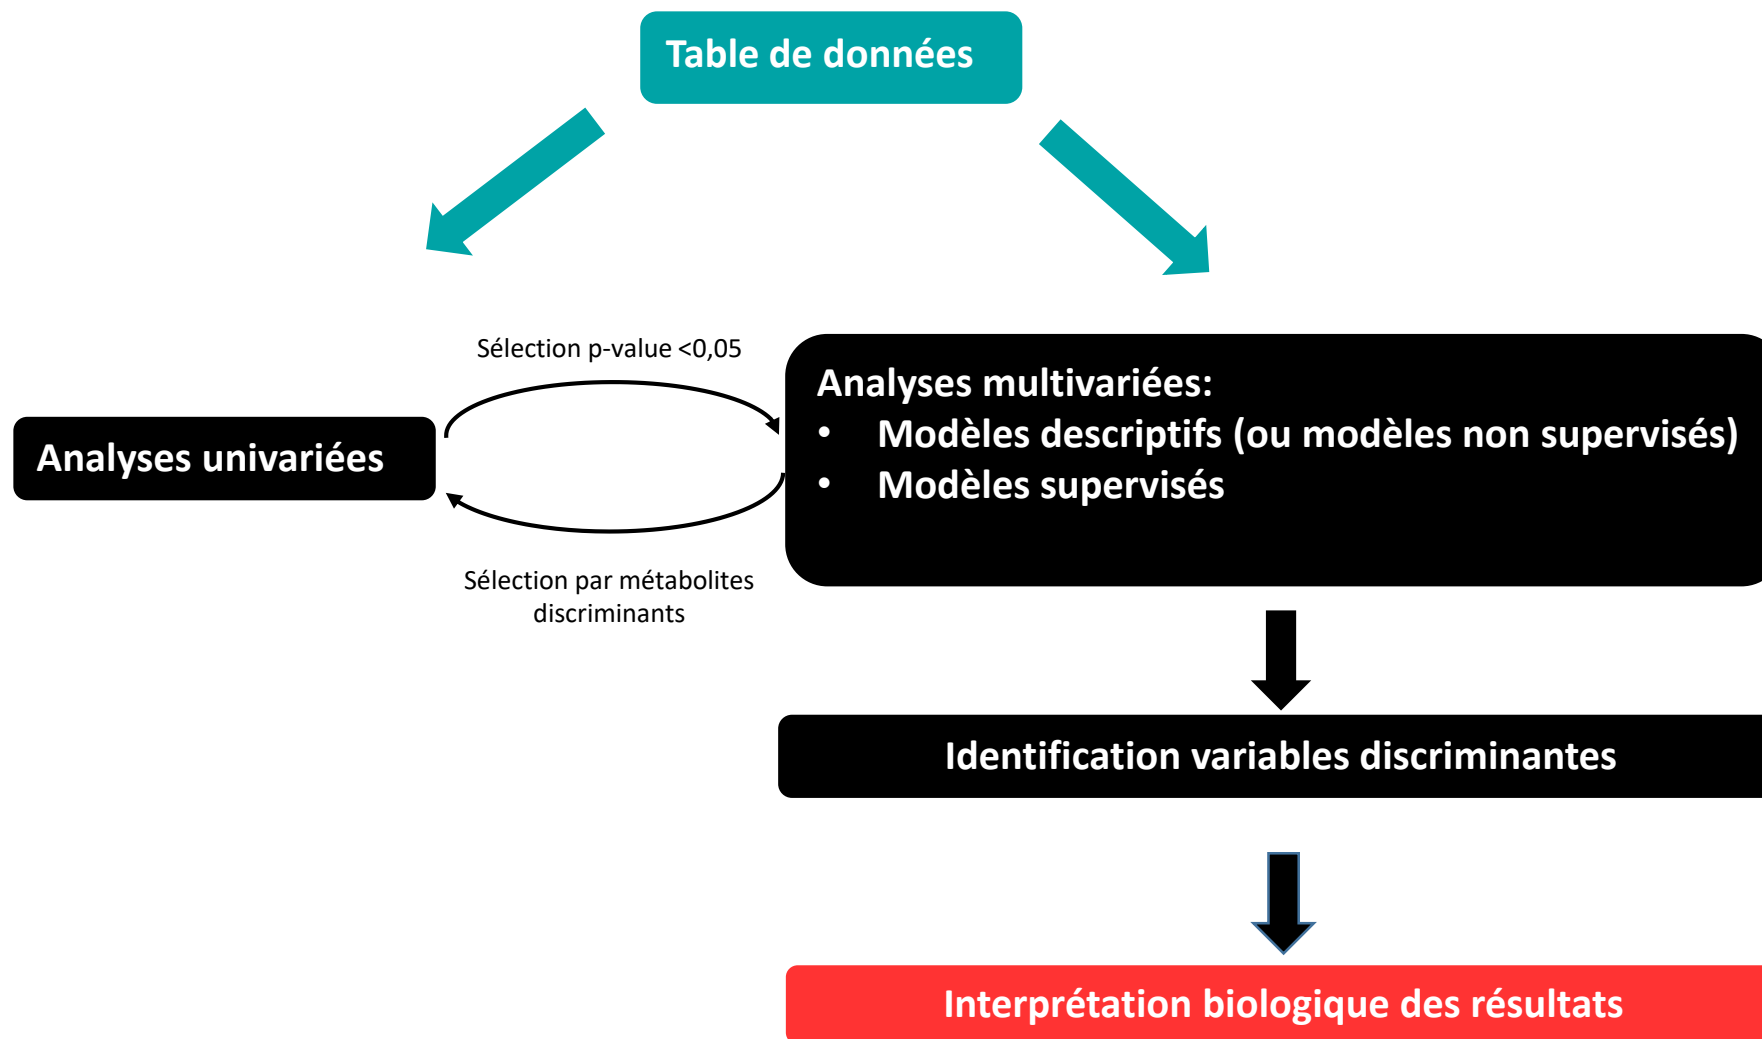 Table de données
Sélection p-value <0,05
Analyses univariées
Analyses multivariées:
• Modèles descriptifs (ou modèles non supervisés)
• Modèles supervisés
Sélection par métabolites
discriminants
Identification variables discriminantes
Interprétation biologique des résultats